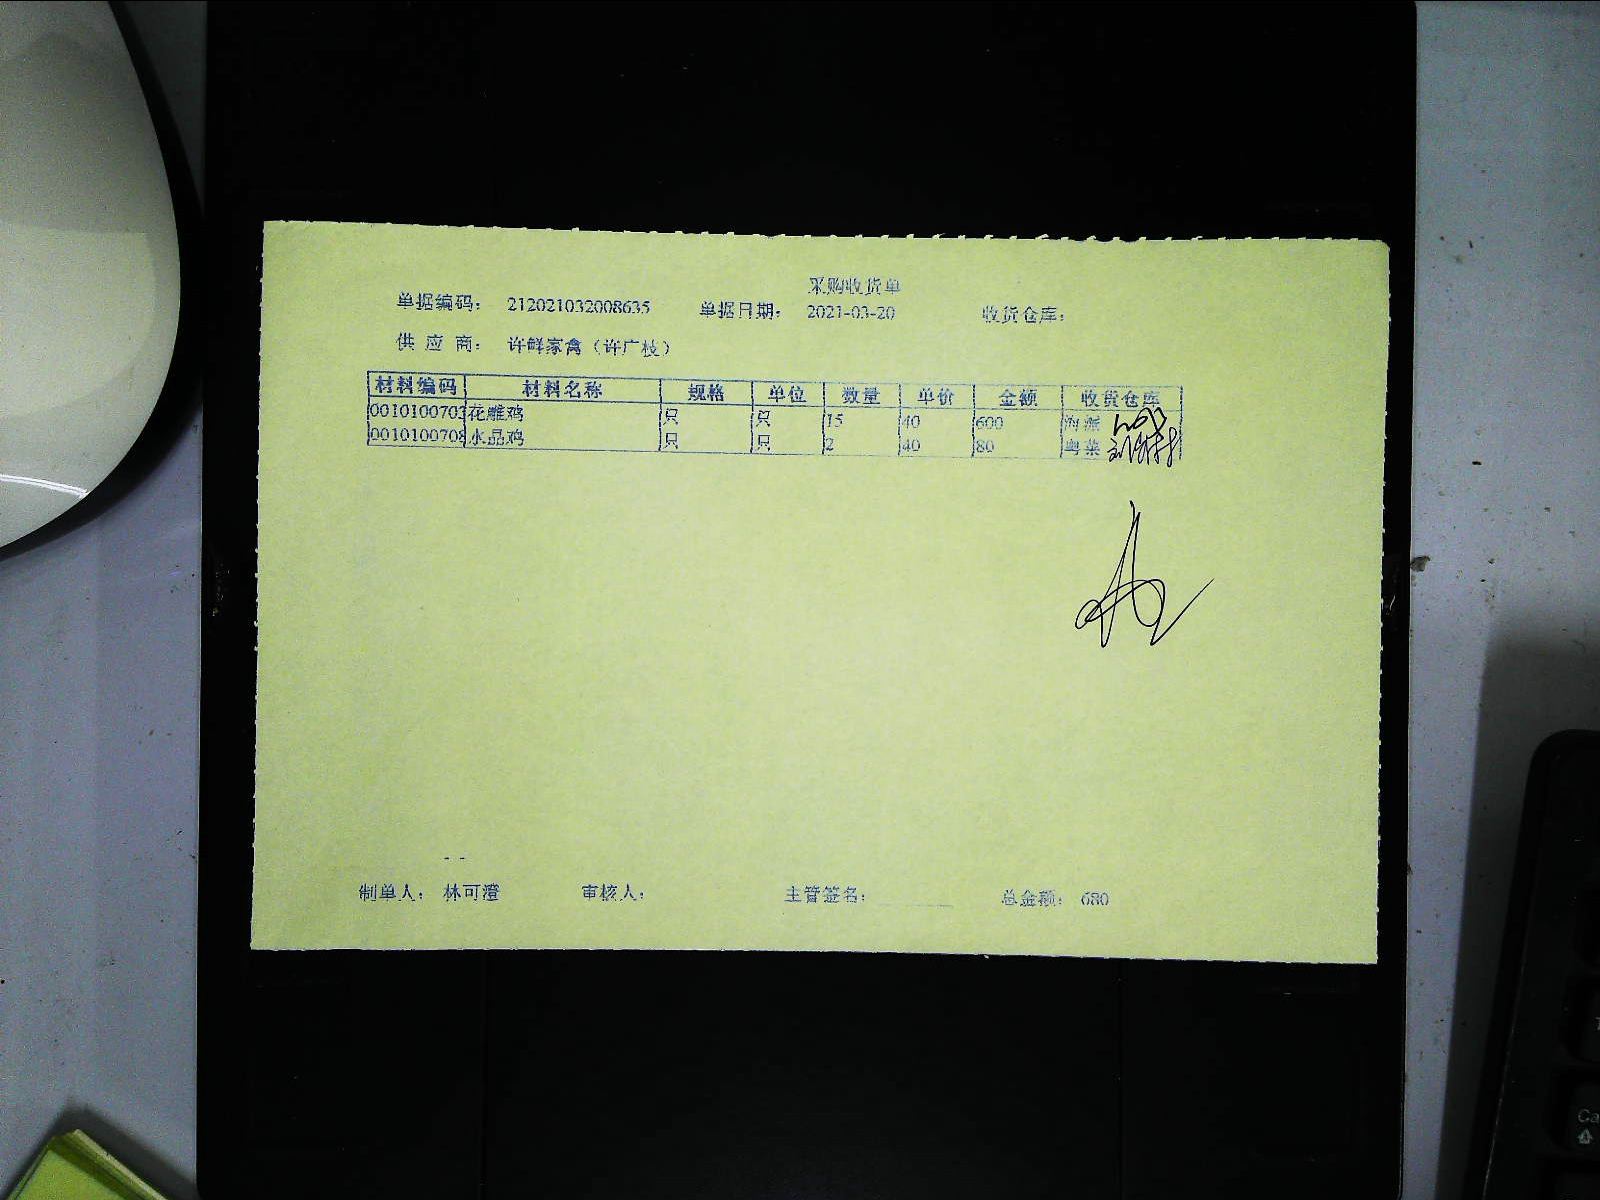 采购收货单
单据编码： 212021032008635 单据日期： 2021-03-20 收货仓库：
供 应 商： 许鲜家禽（许广枝）
材料编码 材料名称 规格 单位 数量 单价 金额 收货仓库
0010100703 花雕鸡 只 只 15 40 600 海派
0010100708 水晶鸡 只 只 2 40 80 粤菜
- -
制单人： 林可澄 审核人： 主管签名： 总金额： 680